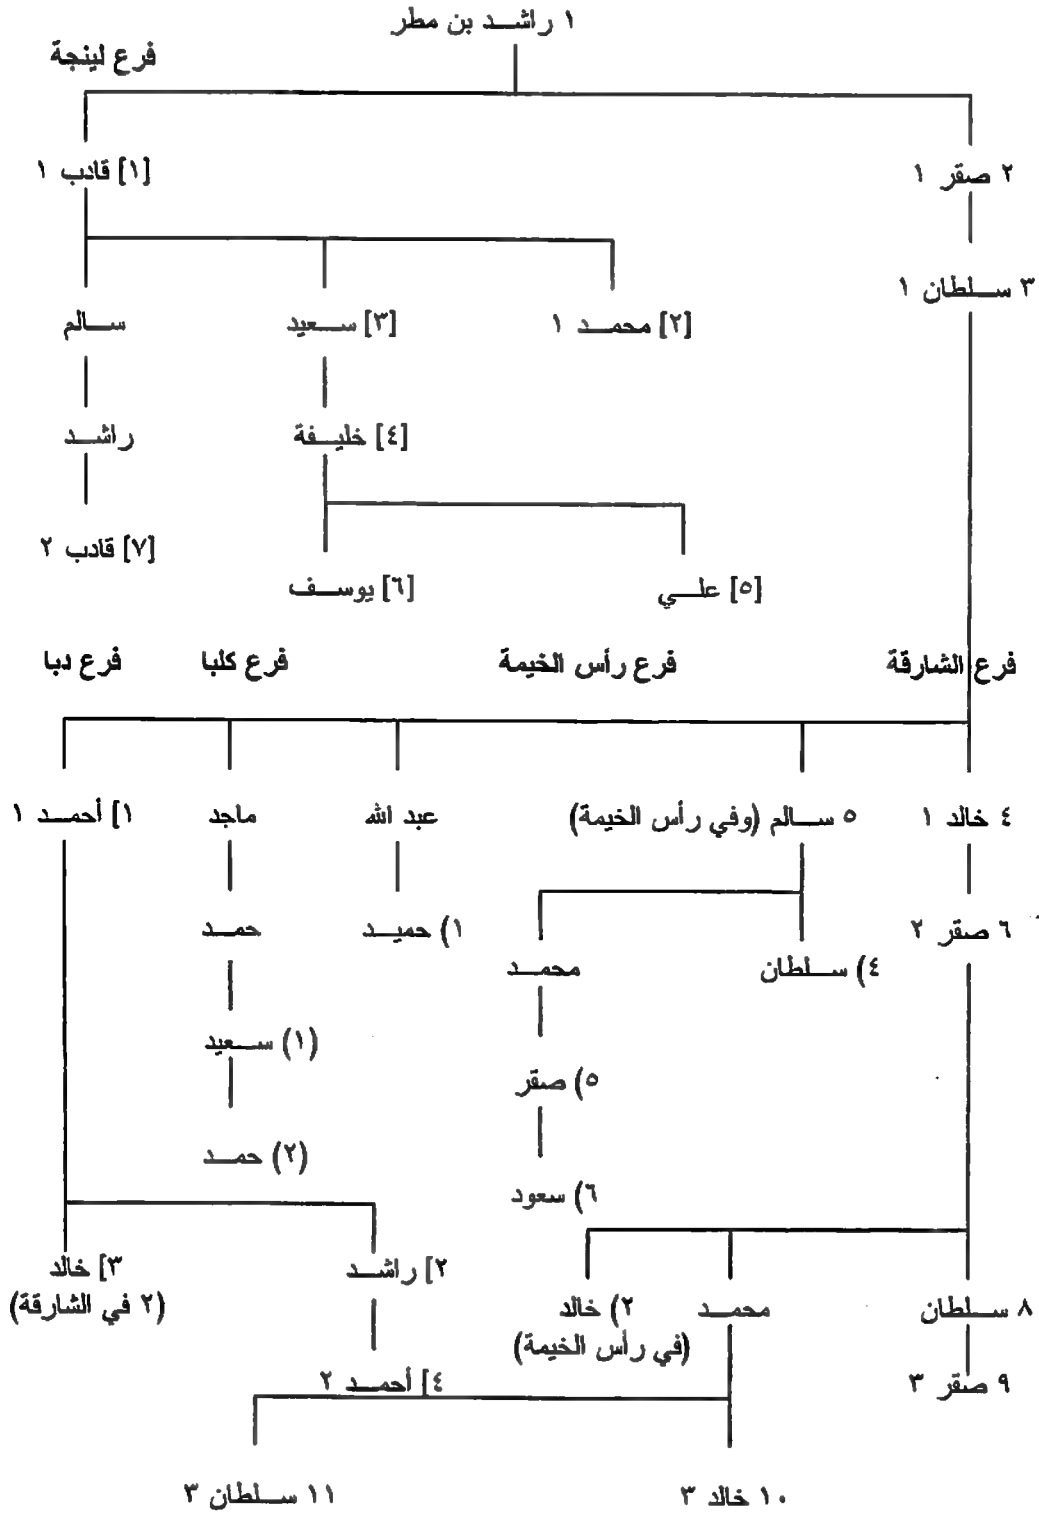 ١ راشد بن مطر
فرع لينجة
٢ صقر ١
[١] قادب ١
٣ سلطان ١
[٢] محمد ١
[٣] سعيد
سالم
[٤] خليفة
راشد
[٧] قادب ٢
[٥] علي
[٦] يوسف
فرع الشارقة
فرع رأس الخيمة
فرع كلبا
فرع دبا
٤ خالد ١
٥ سالم (وفي رأس الخيمة)
عبد الله
ماجد
١] أحمد ١
٦ صقر ٢
١) حميد
حمد
٤) سلطان
محمد
(١) سعيد
٥) صقر
(٢) حمد
٦) سعود
٣] خالد
(٢ في الشارقة)
٢] راشد
٨ سلطان
محمد
٢) خالد
(في رأس الخيمة)
٩ صقر ٣
٤] أحمد ٢
١٠ خالد ٣
١١ سلطان ٣